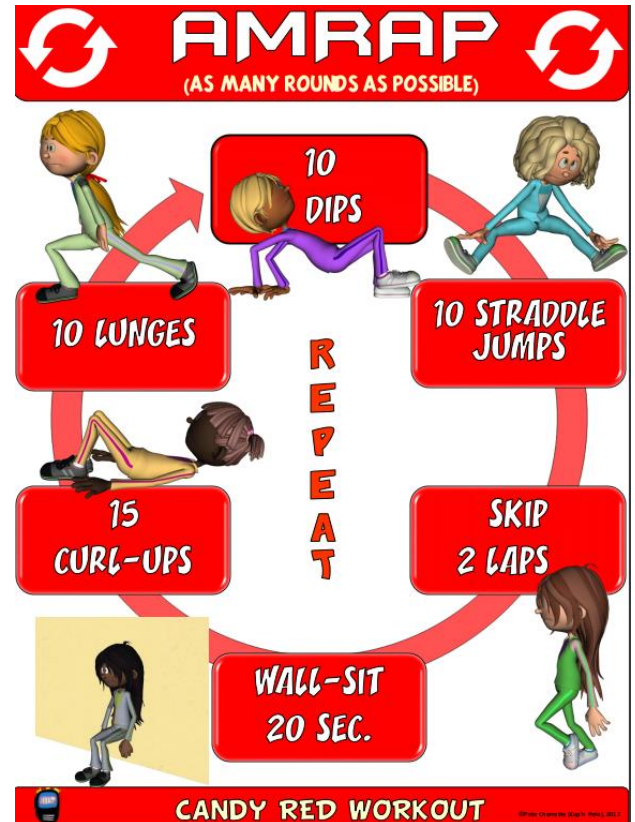 AMRAP
(AS MANY ROUNDS AS POSSIBLE)
10
DIPS
10 STRADDLE
JUMPS
SKIP
2 LAPS
WALL-SIT
20 SEC.
15
CURL-UPS
10 LUNGES
REPEAT
CANDY RED WORKOUT